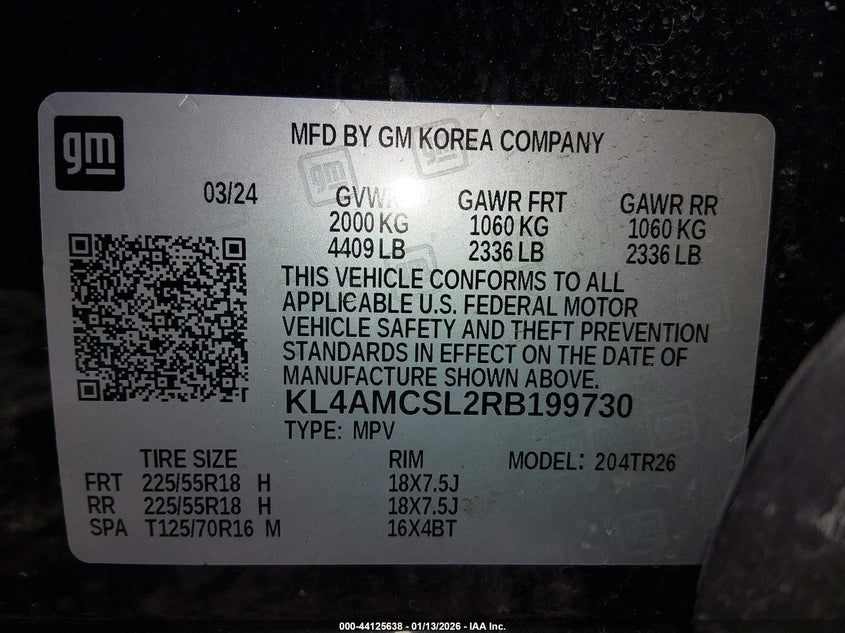 gm
MFD BY GM KOREA COMPANY
03/24
GVWR GAWR FRT GAWR RR
2000 KG 1060 KG 1060 KG
4409 LB 2336 LB 2336 LB
THIS VEHICLE CONFORMS TO ALL
APPLICABLE U.S. FEDERAL MOTOR
VEHICLE SAFETY AND THEFT PREVENTION
STANDARDS IN EFFECT ON THE DATE OF
MANUFACTURE SHOWN ABOVE.
KL4AMCSL2RB199730
TYPE: MPV
TIRE SIZE RIM MODEL: 204TR26
FRT 225/55R18 H 18X7.5J
RR 225/55R18 H 18X7.5J
SPA T125/70R16 M 16X4BT
000-44125638 - 01/13/2026 - IAA Inc.